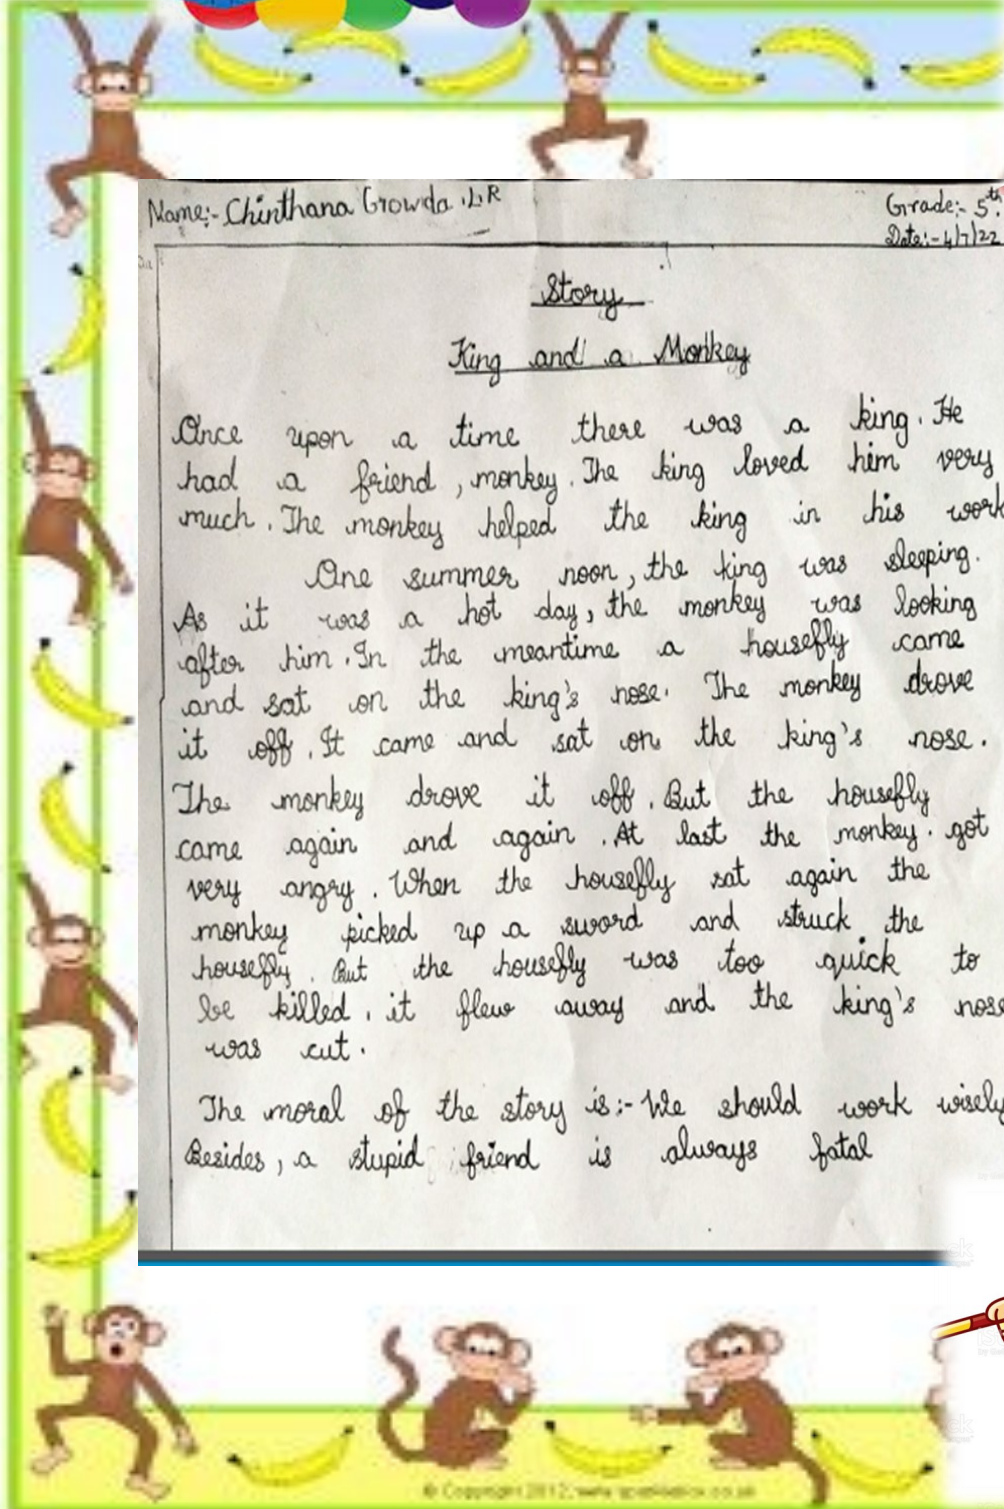 Name:- Chinthana Gowda .L.R
Grade:- 5th.
Date:- 4/7/22
Story
King and a Monkey
Once upon a time there was a king. He
had a friend, monkey. The king loved him very
much. The monkey helped the king in his work
One summer noon, the king was sleeping.
As it was a hot day, the monkey was looking
after him. In the meantime a housefly came
and sat on the king's nose. The monkey drove
it off. It came and sat on the king's nose.
The monkey drove it off. But the housefly
came again and again. At last the monkey. got
very angry. When the housefly sat again the
monkey picked up a sword and struck the
housefly. But the housefly was too quick to
be killed. it flew away and the king's nose
was cut.
The moral of the story is:- We should work wisely
Besides, a stupid friend is always fatal
© Copyright 2012, www.sparklebox.co.uk